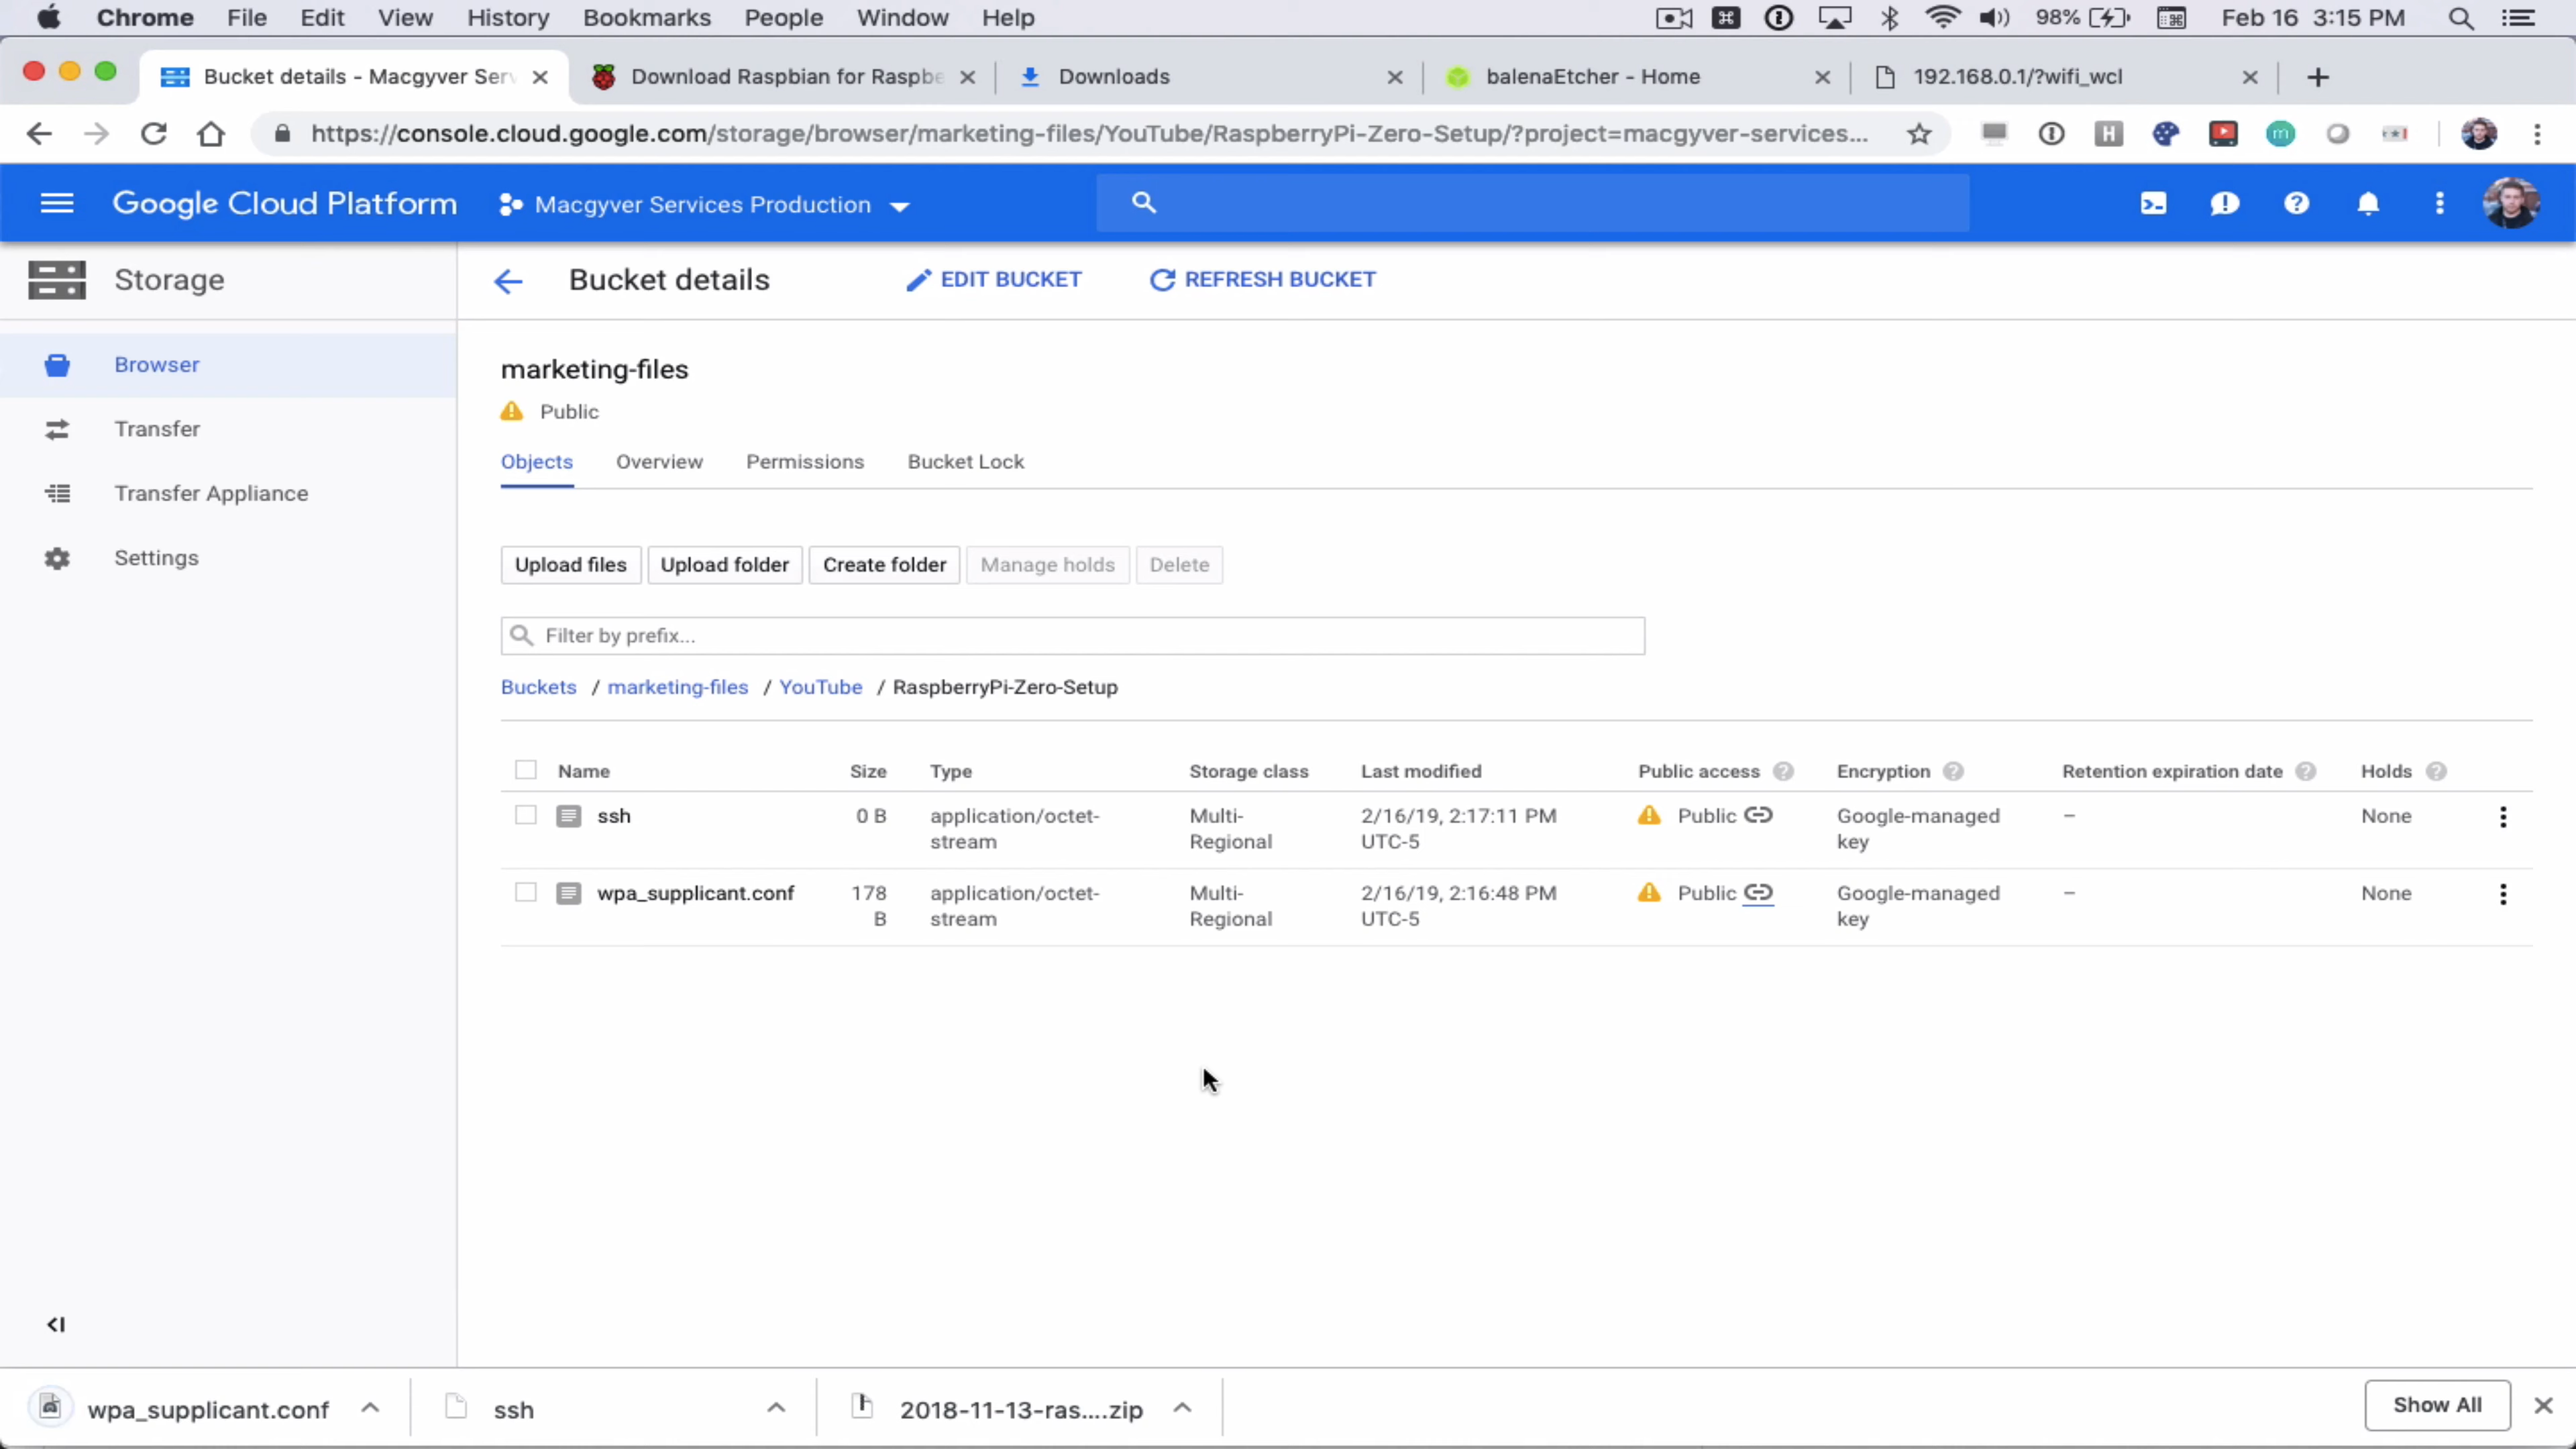 Chrome File Edit View History Bookmarks People Window Help 98% Feb 16 3:15 PM
Bucket details - Macgyver Serv Download Raspbian for Raspbe Downloads balenaEtcher - Home 192.168.0.1/?wifi_wcl
https://console.cloud.google.com/storage/browser/marketing-files/YouTube/RaspberryPi-Zero-Setup/?project=macgyver-services...
Google Cloud Platform Macgyver Services Production
Storage
Bucket details EDIT BUCKET REFRESH BUCKET
Browser
Transfer
Transfer Appliance
Settings
marketing-files
Public
Objects Overview Permissions Bucket Lock
Upload files Upload folder Create folder Manage holds Delete
Filter by prefix...
Buckets / marketing-files / YouTube / RaspberryPi-Zero-Setup
Name Size Type Storage class Last modified Public access Encryption Retention expiration date Holds
ssh 0 B application/octet- Multi- 2/16/19, 2:17:11 PM Public Google-managed – None
stream Regional UTC-5 key
wpa_supplicant.conf 178 application/octet- Multi- 2/16/19, 2:16:48 PM Public Google-managed – None
B stream Regional UTC-5 key
wpa_supplicant.conf ssh 2018-11-13-ras....zip Show All